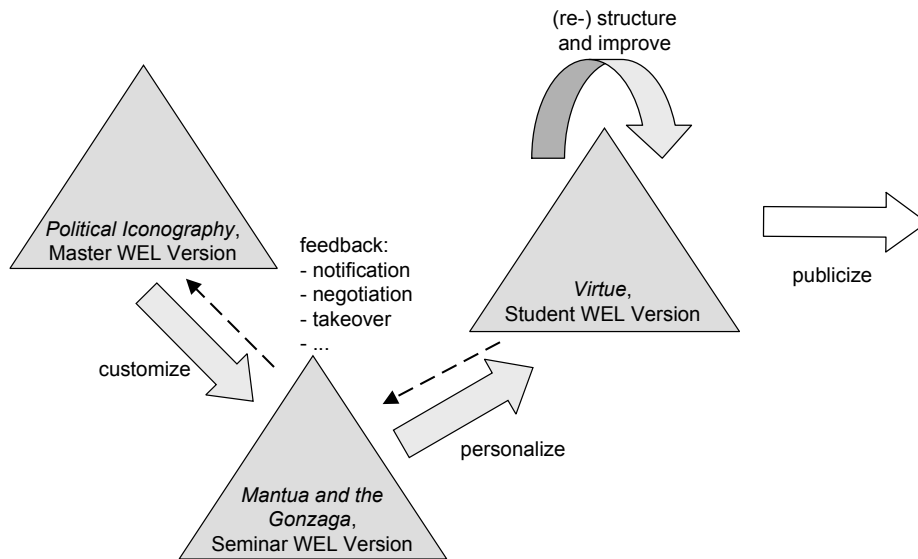 (re-) structure
and improve
Political Iconography,
Master WEL Version
feedback:
- notification
- negotiation
- takeover
- ...
Virtue,
Student WEL Version
publicize
customize
personalize
Mantua and the
Gonzaga,
Seminar WEL Version